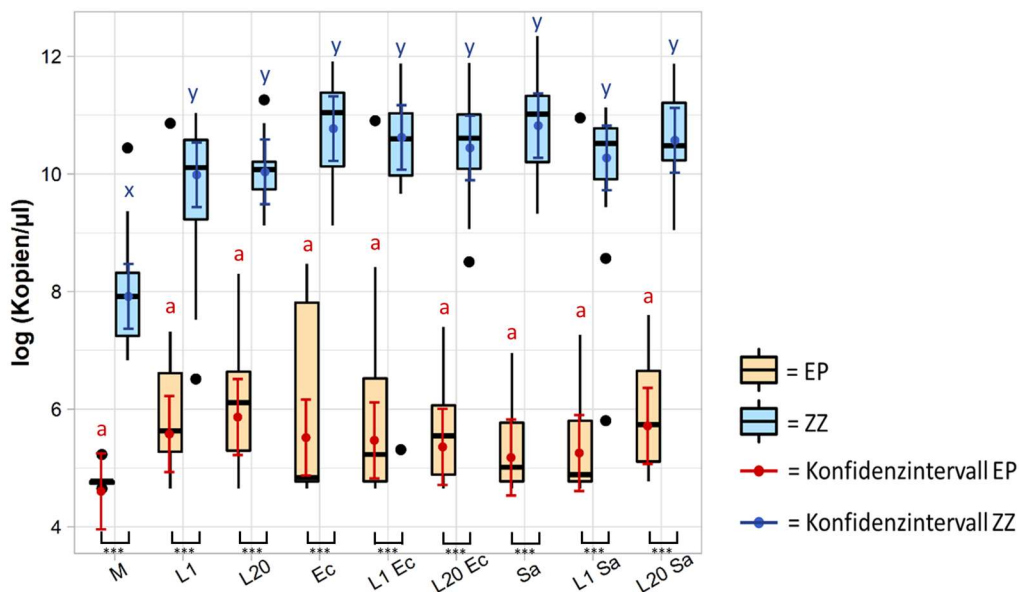 log (Kopien/µl)
12
10
8
6
4
x
y
y
y
y
y
y
y
y
a
a
a
a
a
a
a
a
a
*** *** *** *** *** *** *** *** ***
M L1 L20 Ec L1 Ec L20 Ec Sa L1 Sa L20 Sa
= EP
= ZZ
= Konfidenzintervall EP
= Konfidenzintervall ZZ